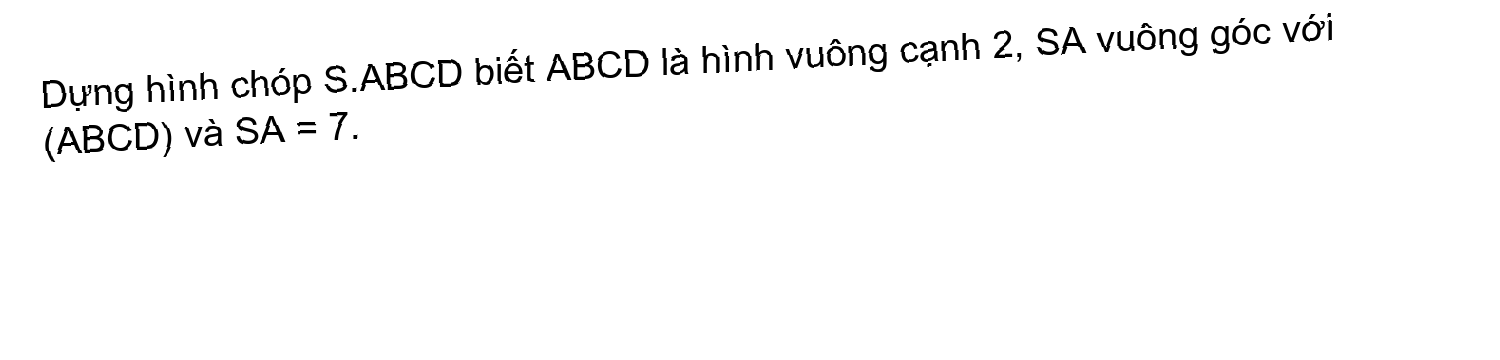 Dựng hình chóp S.ABCD biết ABCD là hình vuông cạnh 2, SA vuông góc với
(ABCD) và SA = 7.